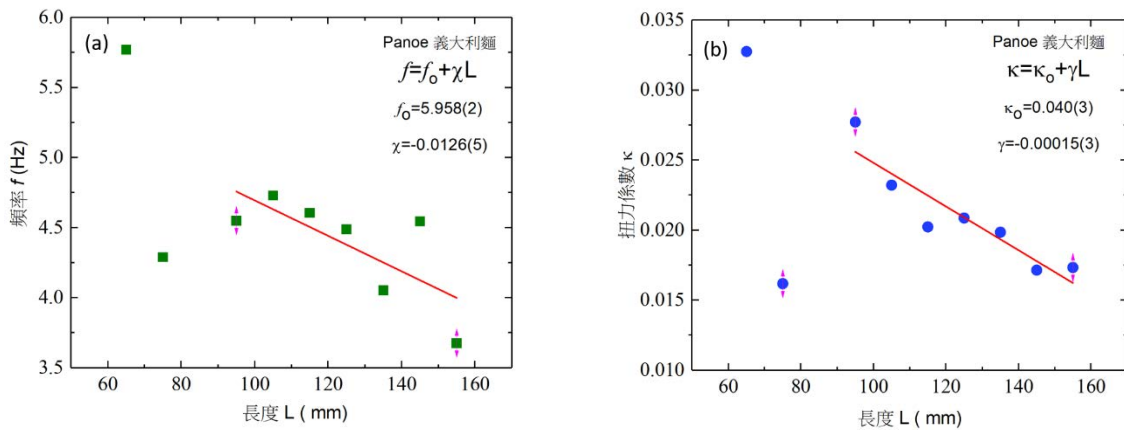 (a)
Panoe 義大利麵
f=fo+χL
fo=5.958(2)
χ=-0.0126(5)
6.0
5.5
5.0
4.5
4.0
3.5
頻率 f (Hz)
60 80 100 120 140 160
長度 L ( mm)
(b)
Panoe 義大利麵
κ=κo+γL
κo=0.040(3)
γ=-0.00015(3)
0.035
0.030
0.025
0.020
0.015
0.010
扭力係數 κ
60 80 100 120 140 160
長度 L ( mm)